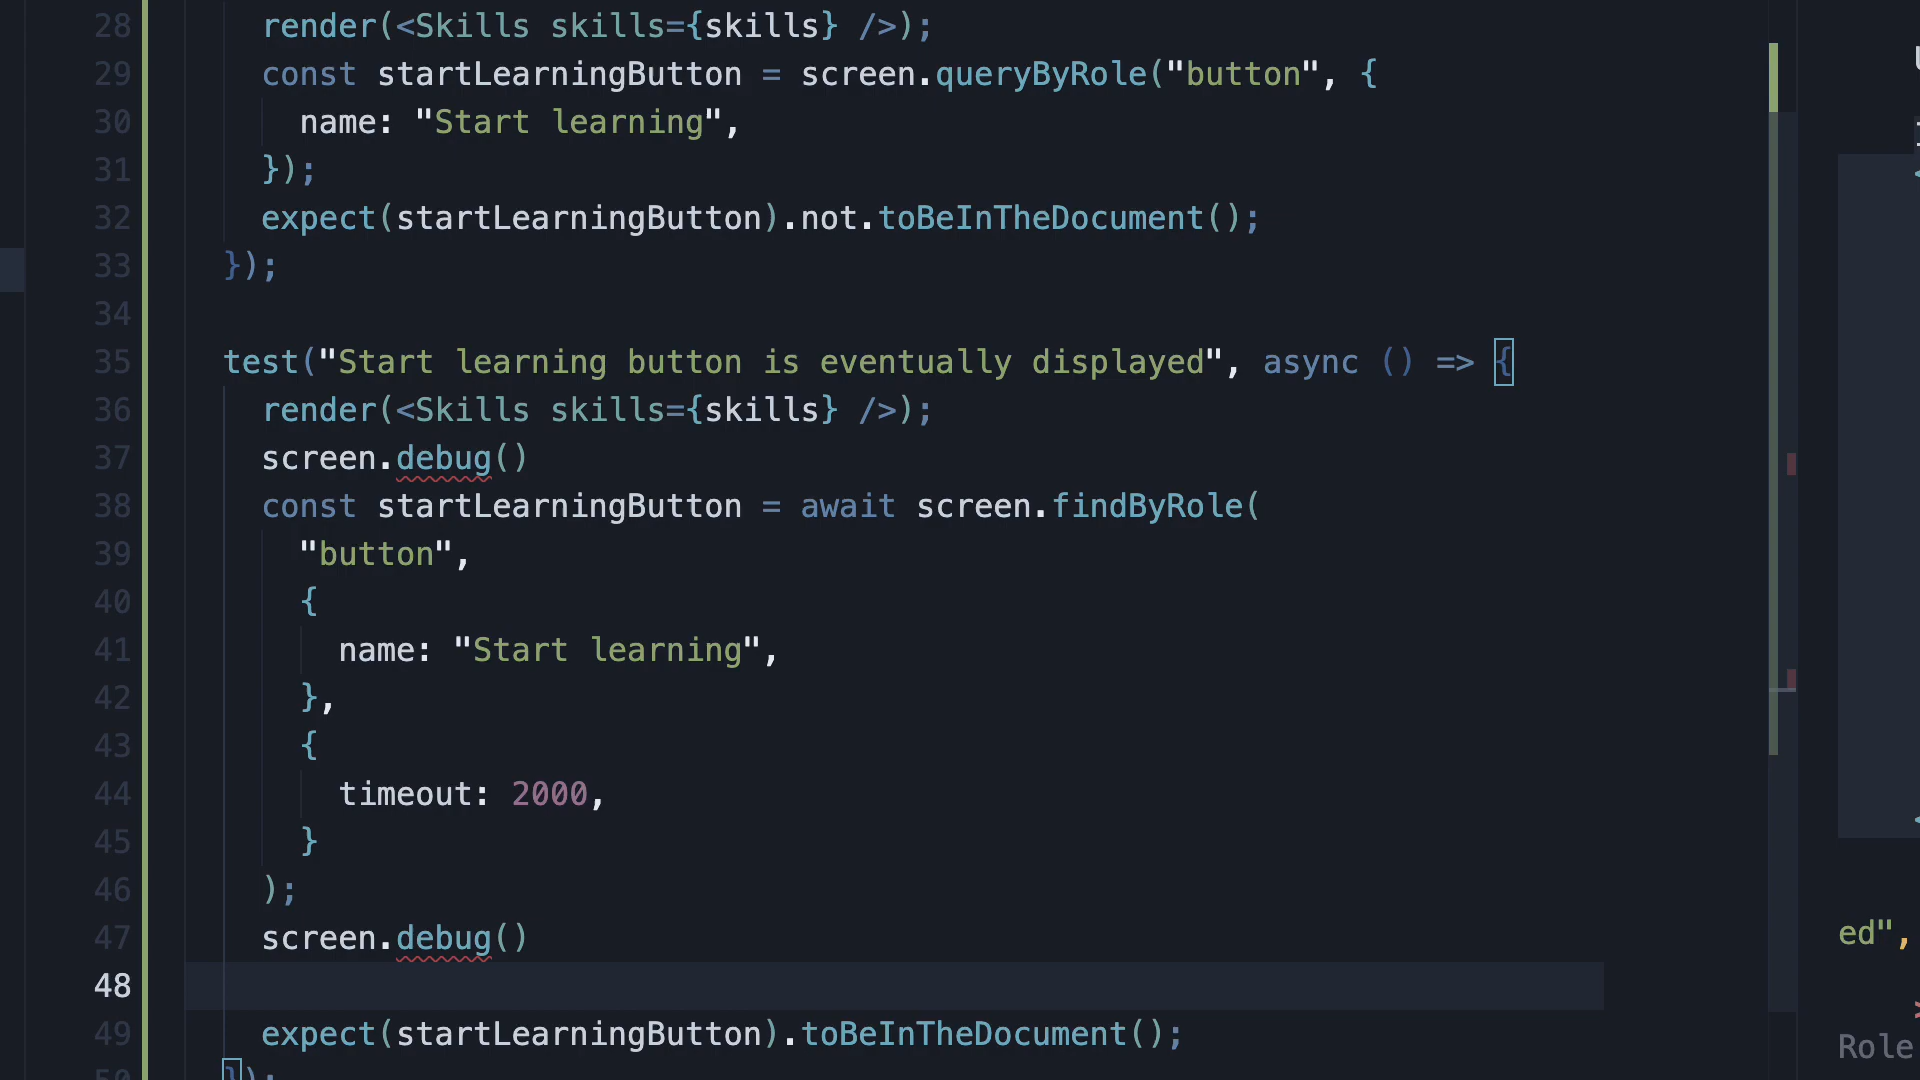 28 render(<Skills skills={skills} />);
29 const startLearningButton = screen.queryByRole("button", {
30 name: "Start learning",
31 });
32 expect(startLearningButton).not.toBeInTheDocument();
33 });
34
35 test("Start learning button is eventually displayed", async () => {
36 render(<Skills skills={skills} />);
37 screen.debug()
38 const startLearningButton = await screen.findByRole(
39 "button",
40 {
41 name: "Start learning",
42 },
43 {
44 timeout: 2000,
45 }
46 );
47 screen.debug()
ed",
48
49 expect(startLearningButton).toBeInTheDocument();
Role
50 });